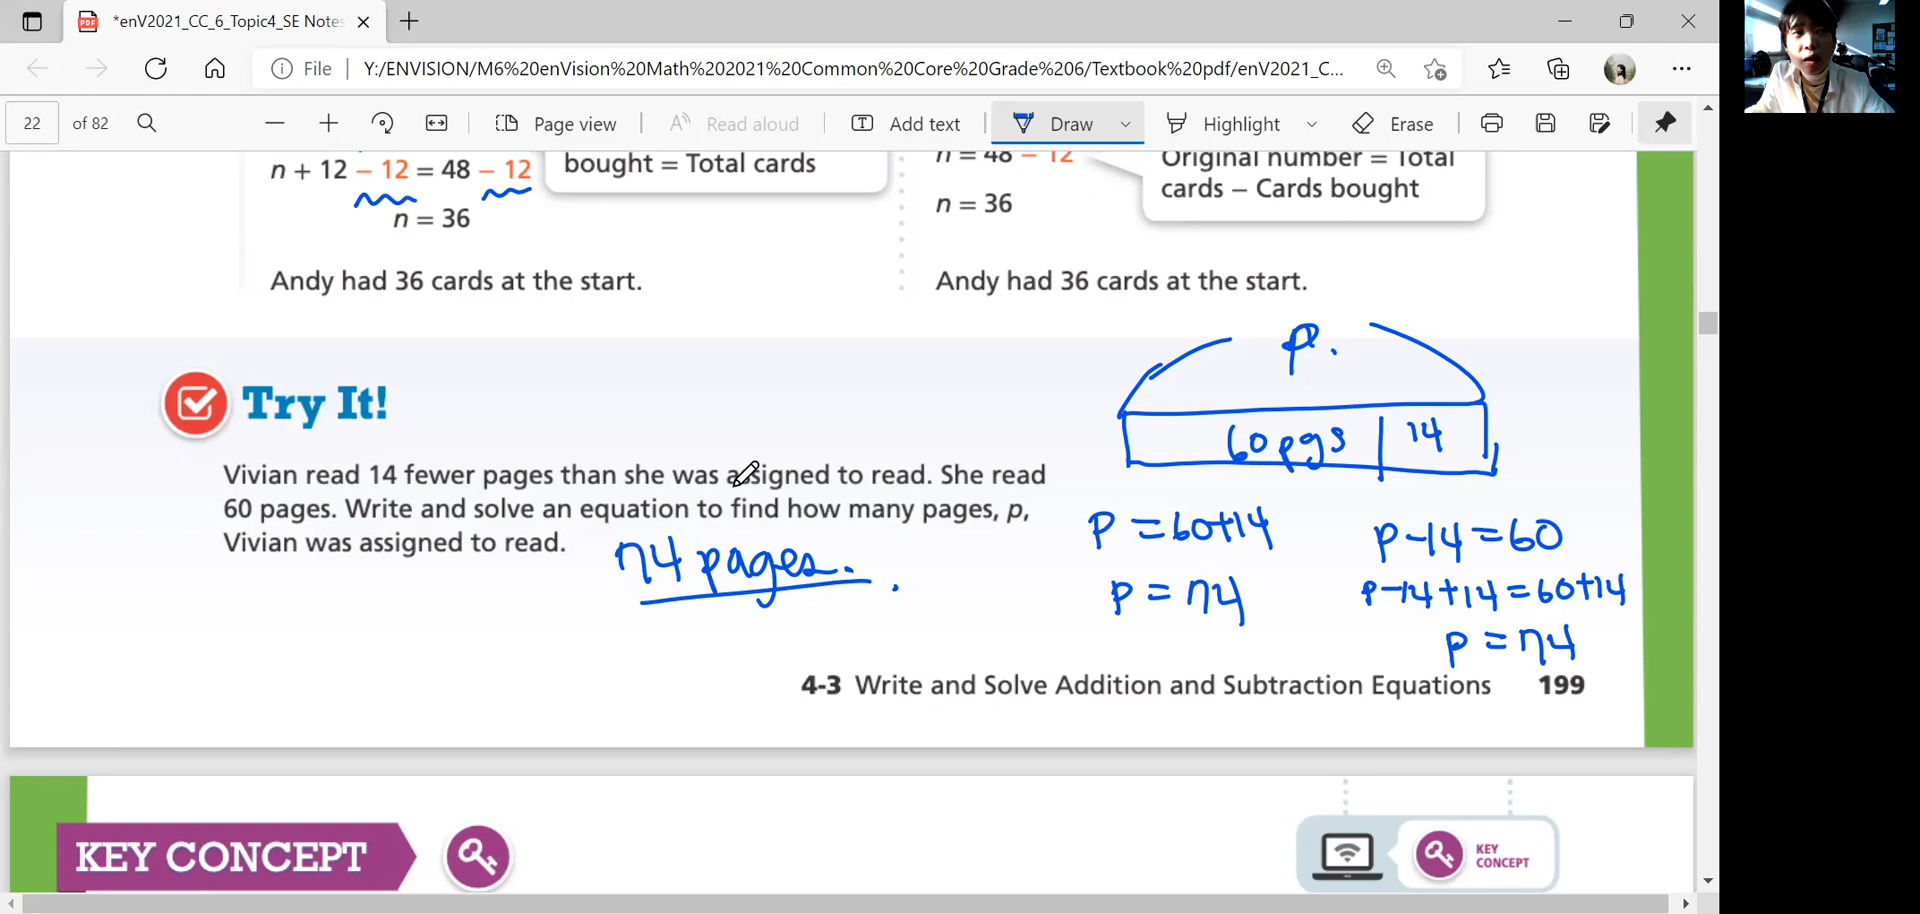 *enV2021_CC_6_Topic4_SE Notes
File Y:/ENVISION/M6%20enVision%20Math%202021%20Common%20Core%20Grade%206/Textbook%20pdf/enV2021_C...
22 of 82 Page view Read aloud Add text Draw Highlight Erase
n + 12 − 12 = 48 − 12
bought = Total cards
n = 36
n = 48 − 12
Original number = Total
cards − Cards bought
n = 36
Andy had 36 cards at the start.
Andy had 36 cards at the start.
Try It!
Vivian read 14 fewer pages than she was assigned to read. She read
60 pages. Write and solve an equation to find how many pages, p,
Vivian was assigned to read.
74 pages.
p.
60 pgs 14
p = 60+14
p = 74
p-14=60
p-14+14=60+14
p = 74
4-3 Write and Solve Addition and Subtraction Equations 199
KEY CONCEPT
KEY
CONCEPT